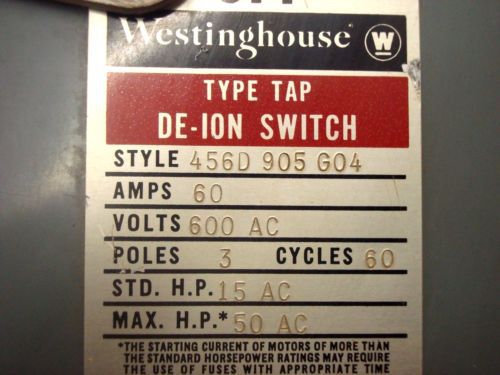 Westinghouse W
TYPE TAP
DE-ION SWITCH
STYLE 456D 905 G04
AMPS 60
VOLTS 600 AC
POLES 3 CYCLES 60
STD. H.P. 15 AC
MAX. H.P.* 50 AC
*THE STARTING CURRENT OF MOTORS OF MORE THAN
THE STANDARD HORSEPOWER RATINGS MAY REQUIRE
THE USE OF FUSES WITH APPROPRIATE TIME